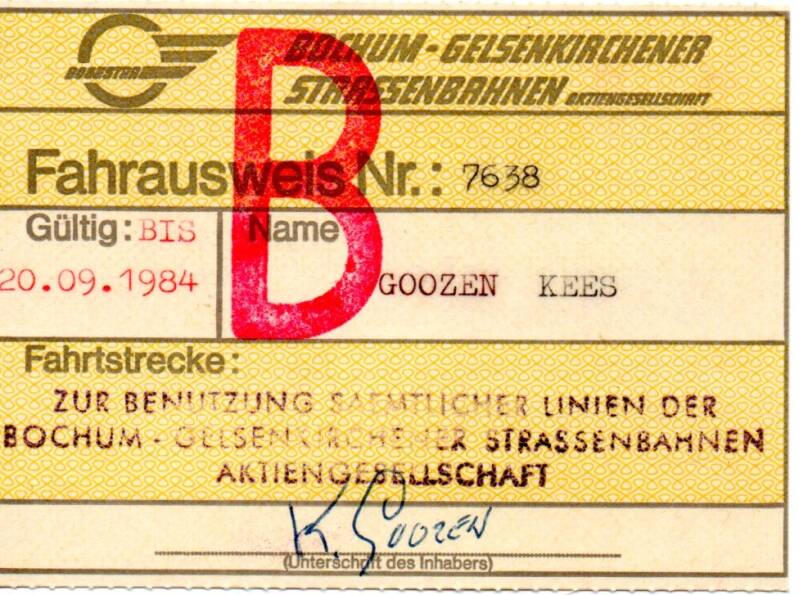 BOGESTRA
BOCHUM-GELSENKIRCHENER
STRASSENBAHNEN AKTIENGESELLSCHAFT
B
Fahrausweis Nr.: 7638
Gültig: BIS Name
20.09.1984 GOOZEN KEES
Fahrtstrecke:
ZUR BENUTZUNG SAEMTLICHER LINIEN DER
BOCHUM - GELSENKIRCHENER STRASSENBAHNEN
AKTIENGESELLSCHAFT
K. GOOZEN
(Unterschrift des Inhabers)